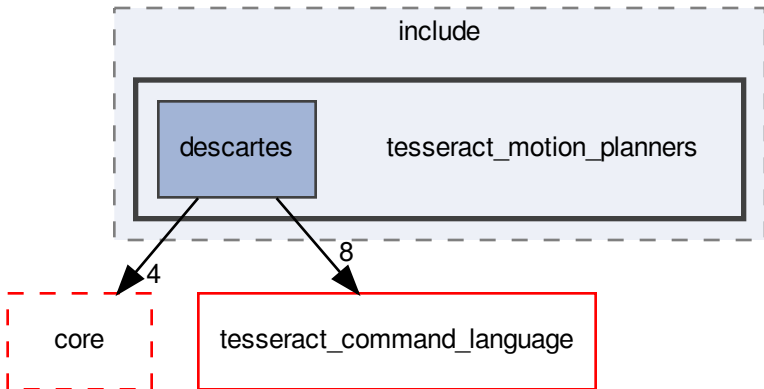 include
descartes
tesseract_motion_planners
4
8
core
tesseract_command_language